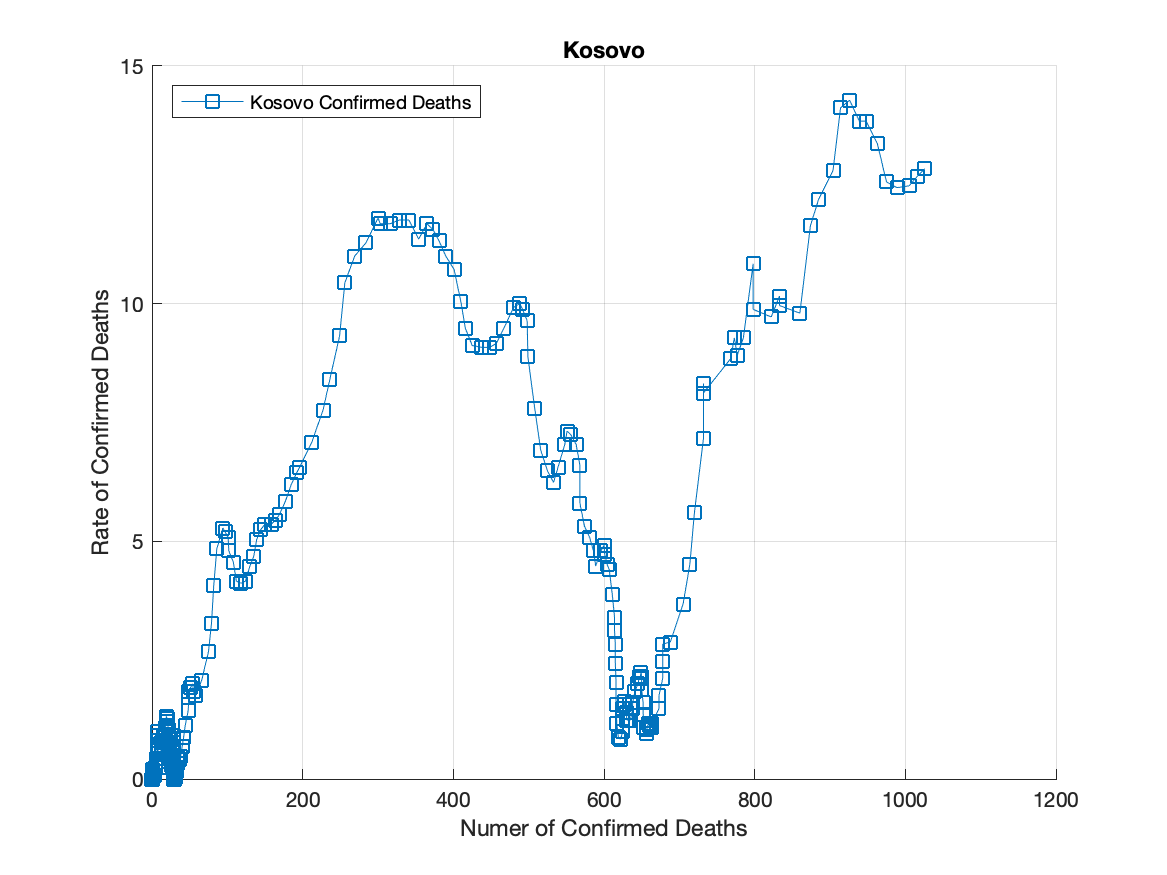 Kosovo
Kosovo Confirmed Deaths
Rate of Confirmed Deaths
15
10
5
0
0 200 400 600 800 1000 1200
Numer of Confirmed Deaths